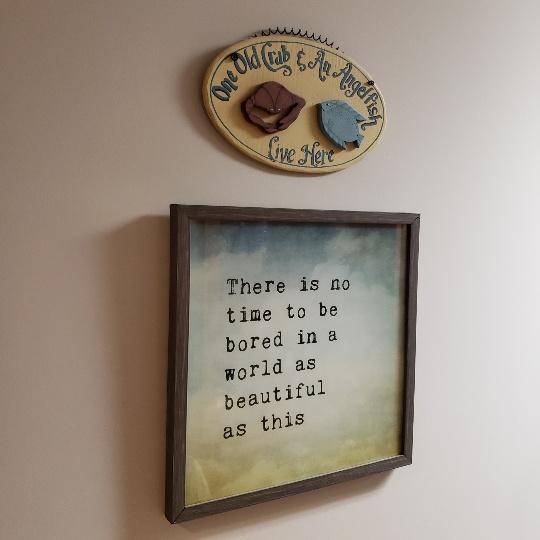 One Old Crab & An Angelfish
Live Here
There is no
time to be
bored in a
world as
beautiful
as this